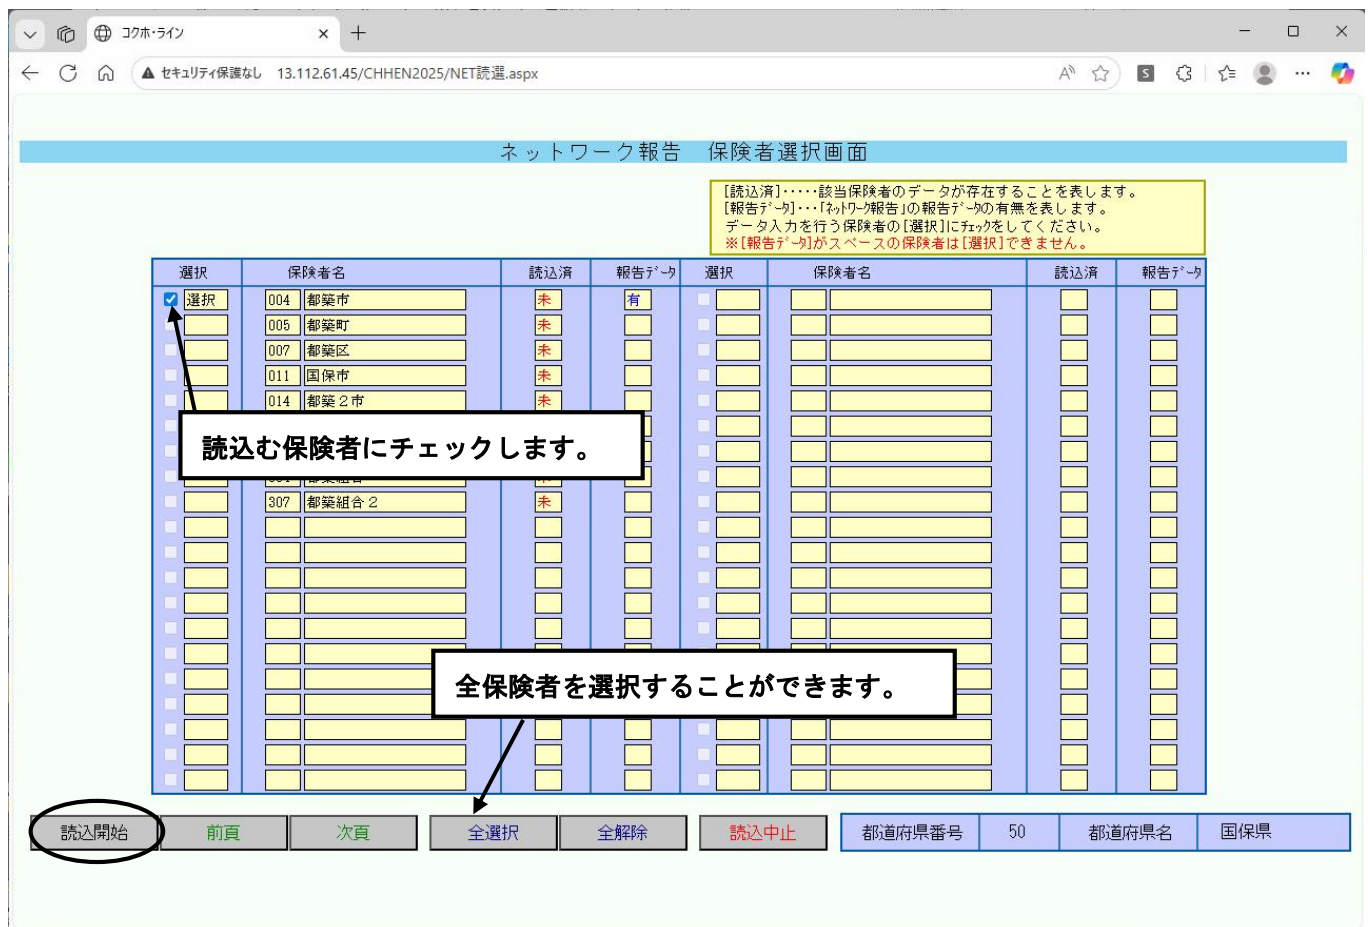 コクホ・ライン
セキュリティ保護なし 13.112.61.45/CHHEN2025/NET読選.aspx
ネットワーク報告 保険者選択画面
[読込済]・・・・・該当保険者のデータが存在することを表します。
[報告ﾃﾞｰﾀ]・・・「ﾈｯﾄﾜｰｸ報告」の報告ﾃﾞｰﾀの有無を表します。
データ入力を行う保険者の[選択]にﾁｪｯｸをしてください。
※[報告ﾃﾞｰﾀ]がスペースの保険者は[選択]できません。
選択 保険者名 読込済 報告ﾃﾞｰﾀ 選択 保険者名 読込済 報告ﾃﾞｰﾀ
選択 004 都築市 未 有
005 都築町 未
007 都築区 未
011 国保市 未
014 都築２市 未
読込む保険者にチェックします。
307 都築組合２ 未
全保険者を選択することができます。
読込開始 前頁 次頁 全選択 全解除 読込中止 都道府県番号 50 都道府県名 国保県